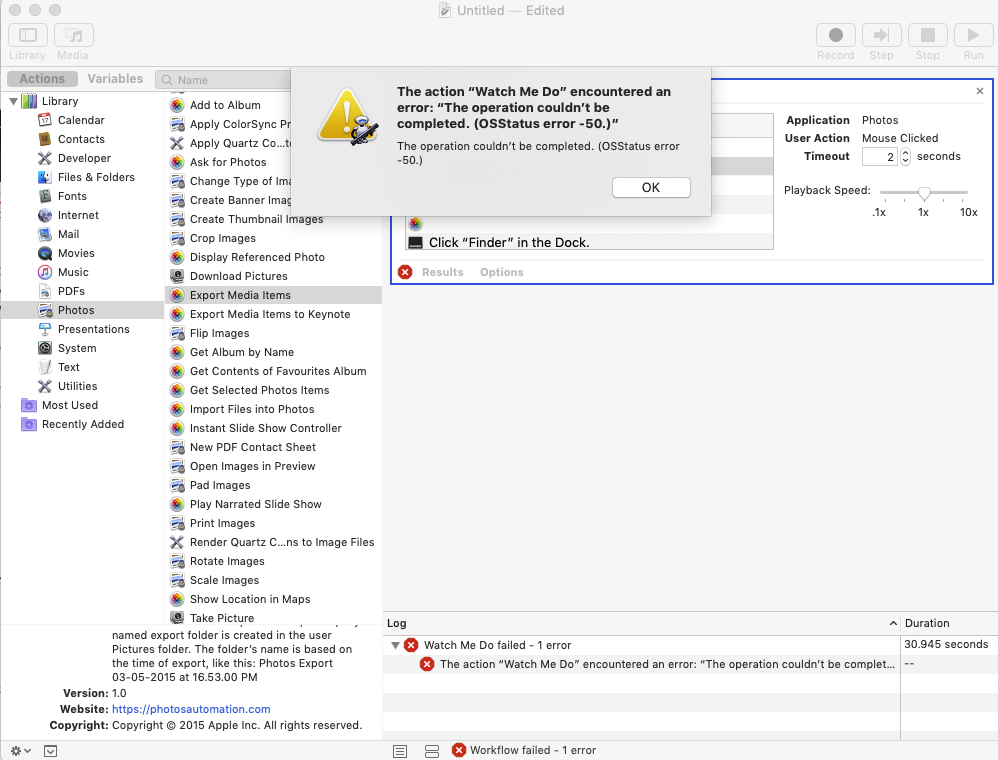 Untitled — Edited
Library
Media
Record
Step
Stop
Run
Actions
Variables
Name
The action “Watch Me Do” encountered an
error: “The operation couldn’t be
completed. (OSStatus error -50.)”
The operation couldn’t be completed. (OSStatus error
-50.)
OK
Library
Calendar
Contacts
Developer
Files & Folders
Fonts
Internet
Mail
Movies
Music
PDFs
Photos
Presentations
System
Text
Utilities
Most Used
Recently Added
Add to Album
Apply ColorSync Pr
Apply Quartz Co...to
Ask for Photos
Change Type of Ima
Create Banner Imag
Create Thumbnail Images
Crop Images
Display Referenced Photo
Download Pictures
Export Media Items
Export Media Items to Keynote
Flip Images
Get Album by Name
Get Contents of Favourites Album
Get Selected Photos Items
Import Files into Photos
Instant Slide Show Controller
New PDF Contact Sheet
Open Images in Preview
Pad Images
Play Narrated Slide Show
Print Images
Render Quartz C...ns to Image Files
Rotate Images
Scale Images
Show Location in Maps
Take Picture
Application Photos
User Action Mouse Clicked
Timeout 2 seconds
Playback Speed:
.1x 1x 10x
Click “Finder” in the Dock.
Results Options
named export folder is created in the user
Pictures folder. The folder’s name is based on
the time of export, like this: Photos Export
03-05-2015 at 16.53.00 PM
Version: 1.0
Website: https://photosautomation.com
Copyright: Copyright © 2015 Apple Inc. All rights reserved.
Log Duration
Watch Me Do failed - 1 error 30.945 seconds
The action “Watch Me Do” encountered an error: “The operation couldn’t be complet... --
Workflow failed - 1 error